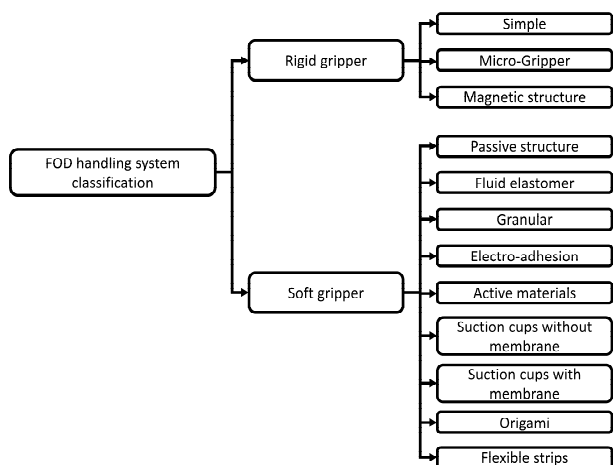 FOD handling system
classification
Rigid gripper
Simple
Micro-Gripper
Magnetic structure
Soft gripper
Passive structure
Fluid elastomer
Granular
Electro-adhesion
Active materials
Suction cups without
membrane
Suction cups with
membrane
Origami
Flexible strips